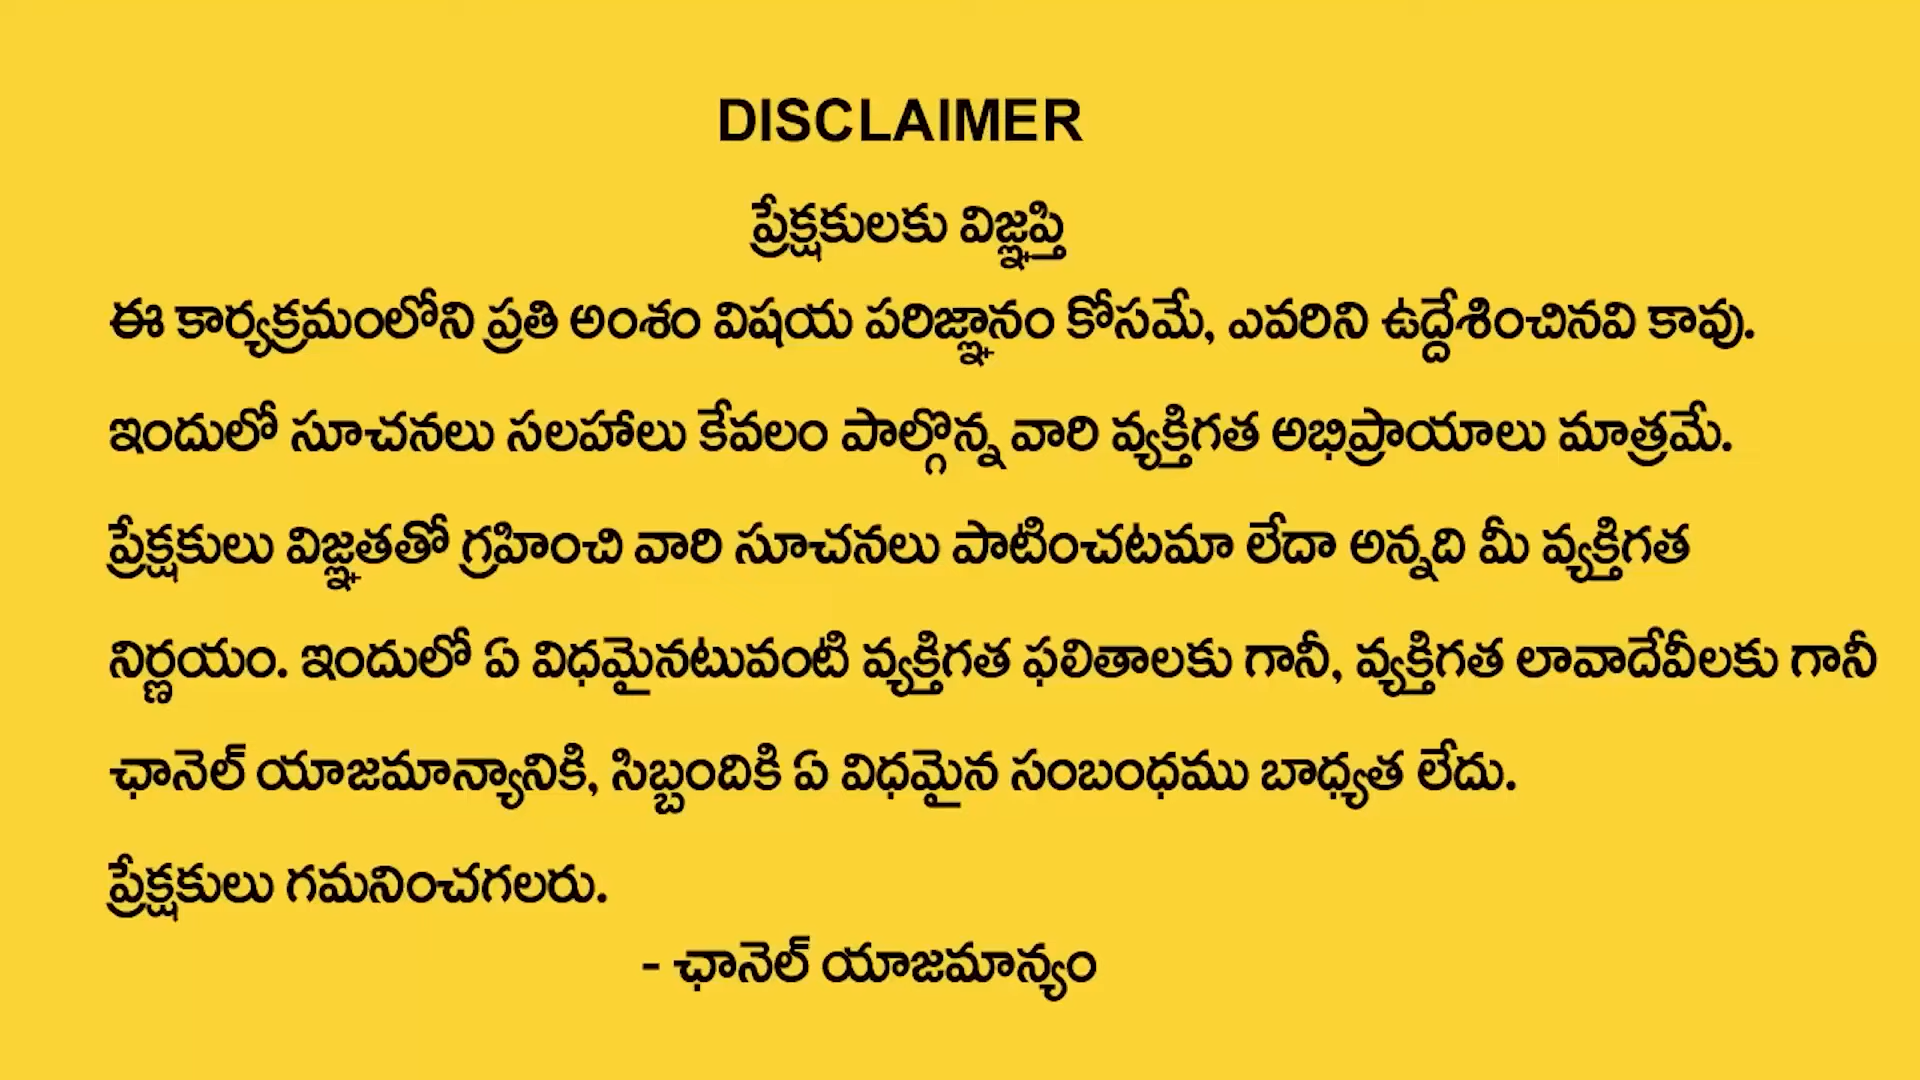 DISCLAIMER
ప్రేక్షకులకు విజ్ఞప్తి
ఈ కార్యక్రమంలోని ప్రతి అంశం విషయ పరిజ్ఞానం కోసమే, ఎవరిని ఉద్దేశించినవి కావు.
ఇందులో సూచనలు సలహాలు కేవలం పాల్గొన్న వారి వ్యక్తిగత అభిప్రాయాలు మాత్రమే.
ప్రేక్షకులు విజ్ఞతతో గ్రహించి వారి సూచనలు పాటించటమా లేదా అన్నది మీ వ్యక్తిగత
నిర్ణయం. ఇందులో ఏ విధమైనటువంటి వ్యక్తిగత ఫలితాలకు గానీ, వ్యక్తిగత లావాదేవీలకు గానీ
ఛానెల్ యాజమాన్యానికి, సిబ్బందికి ఏ విధమైన సంబంధము బాధ్యత లేదు.
ప్రేక్షకులు గమనించగలరు.
- ఛానెల్ యాజమాన్యం